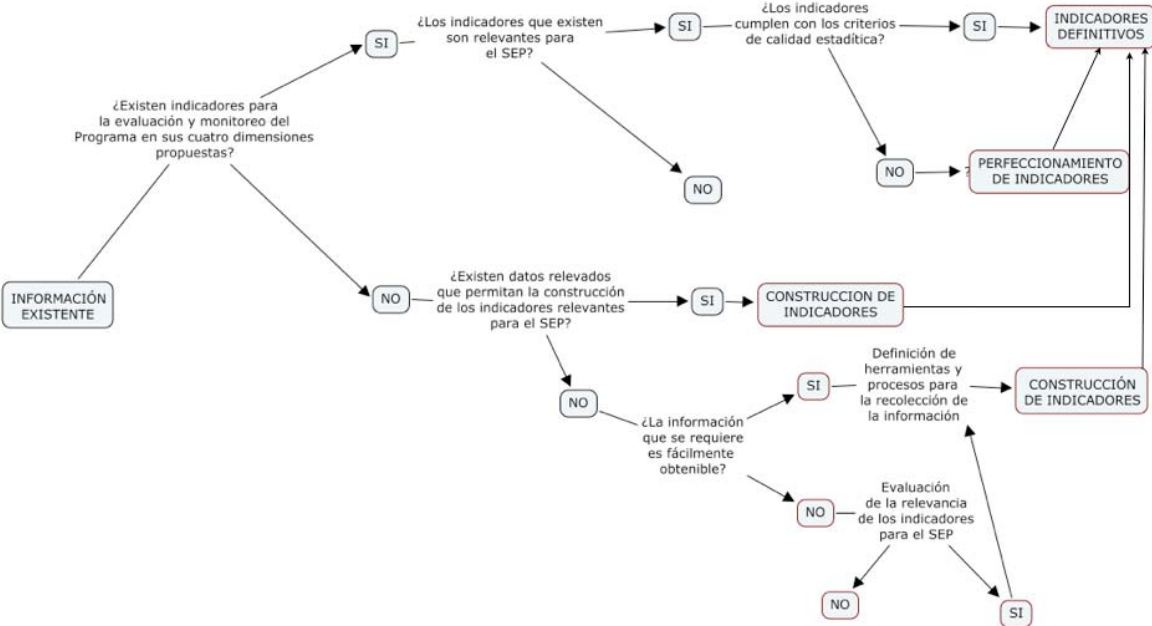 ¿Los indicadores que existen
son relevantes para
el SEP?
SI
SI
¿Los indicadores
cumplen con los criterios
de calidad estadítica?
SI
INDICADORES
DEFINITIVOS
¿Existen indicadores para
la evaluación y monitoreo del
Programa en sus cuatro dimensiones
propuestas?
NO
NO
?
PERFECCIONAMIENTO
DE INDICADORES
INFORMACIÓN
EXISTENTE
NO
¿Existen datos relevados
que permitan la construcción
de los indicadores relevantes
para el SEP?
SI
CONSTRUCCION DE
INDICADORES
NO
¿La información
que se requiere
es fácilmente
obtenible?
SI
Definición de
herramientas y
procesos para
la recolección de
la información
CONSTRUCCIÓN
DE INDICADORES
NO
Evaluación
de la relevancia
de los indicadores
para el SEP
NO
SI